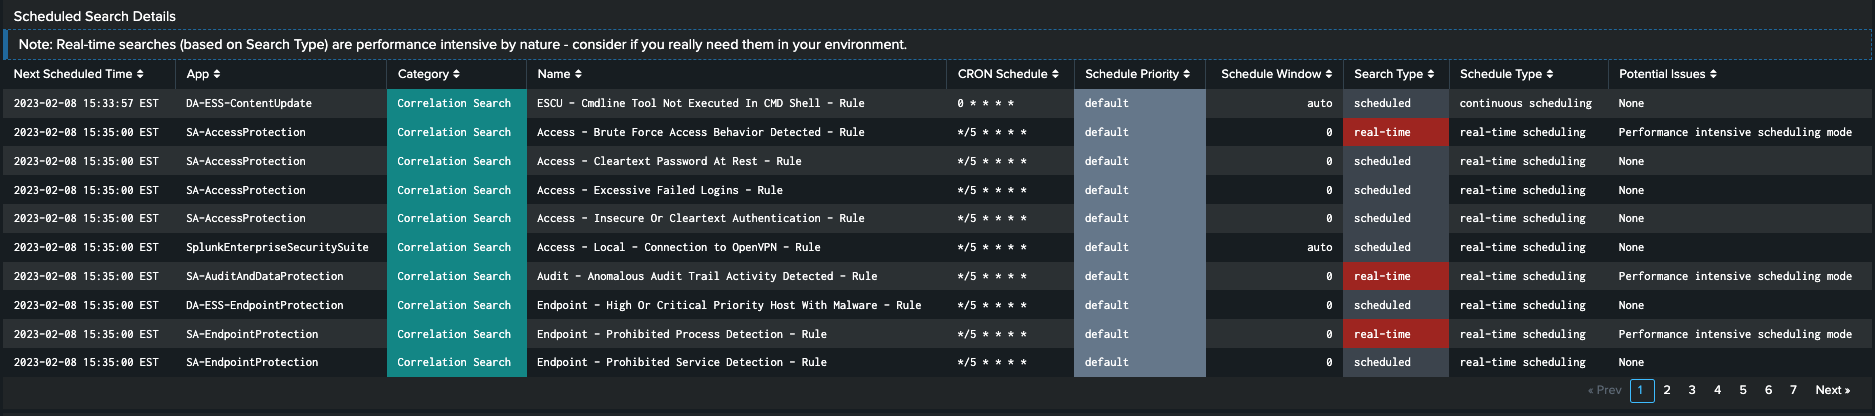 Scheduled Search Details
Note: Real-time searches (based on Search Type) are performance intensive by nature - consider if you really need them in your environment.
Next Scheduled Time App Category Name CRON Schedule Schedule Priority Schedule Window Search Type Schedule Type Potential Issues
2023-02-08 15:33:57 EST DA-ESS-ContentUpdate Correlation Search ESCU - Cmdline Tool Not Executed In CMD Shell - Rule 0 * * * * default auto scheduled continuous scheduling None
2023-02-08 15:35:00 EST SA-AccessProtection Correlation Search Access - Brute Force Access Behavior Detected - Rule */5 * * * * default 0 real-time real-time scheduling Performance intensive scheduling mode
2023-02-08 15:35:00 EST SA-AccessProtection Correlation Search Access - Cleartext Password At Rest - Rule */5 * * * * default 0 scheduled real-time scheduling None
2023-02-08 15:35:00 EST SA-AccessProtection Correlation Search Access - Excessive Failed Logins - Rule */5 * * * * default 0 scheduled real-time scheduling None
2023-02-08 15:35:00 EST SA-AccessProtection Correlation Search Access - Insecure Or Cleartext Authentication - Rule */5 * * * * default 0 scheduled real-time scheduling None
2023-02-08 15:35:00 EST SplunkEnterpriseSecuritySuite Correlation Search Access - Local - Connection to OpenVPN - Rule */5 * * * * default auto scheduled real-time scheduling None
2023-02-08 15:35:00 EST SA-AuditAndDataProtection Correlation Search Audit - Anomalous Audit Trail Activity Detected - Rule */5 * * * * default 0 real-time real-time scheduling Performance intensive scheduling mode
2023-02-08 15:35:00 EST DA-ESS-EndpointProtection Correlation Search Endpoint - High Or Critical Priority Host With Malware - Rule */5 * * * * default 0 scheduled real-time scheduling None
2023-02-08 15:35:00 EST SA-EndpointProtection Correlation Search Endpoint - Prohibited Process Detection - Rule */5 * * * * default 0 real-time real-time scheduling Performance intensive scheduling mode
2023-02-08 15:35:00 EST SA-EndpointProtection Correlation Search Endpoint - Prohibited Service Detection - Rule */5 * * * * default 0 scheduled real-time scheduling None
« Prev 1 2 3 4 5 6 7 Next »